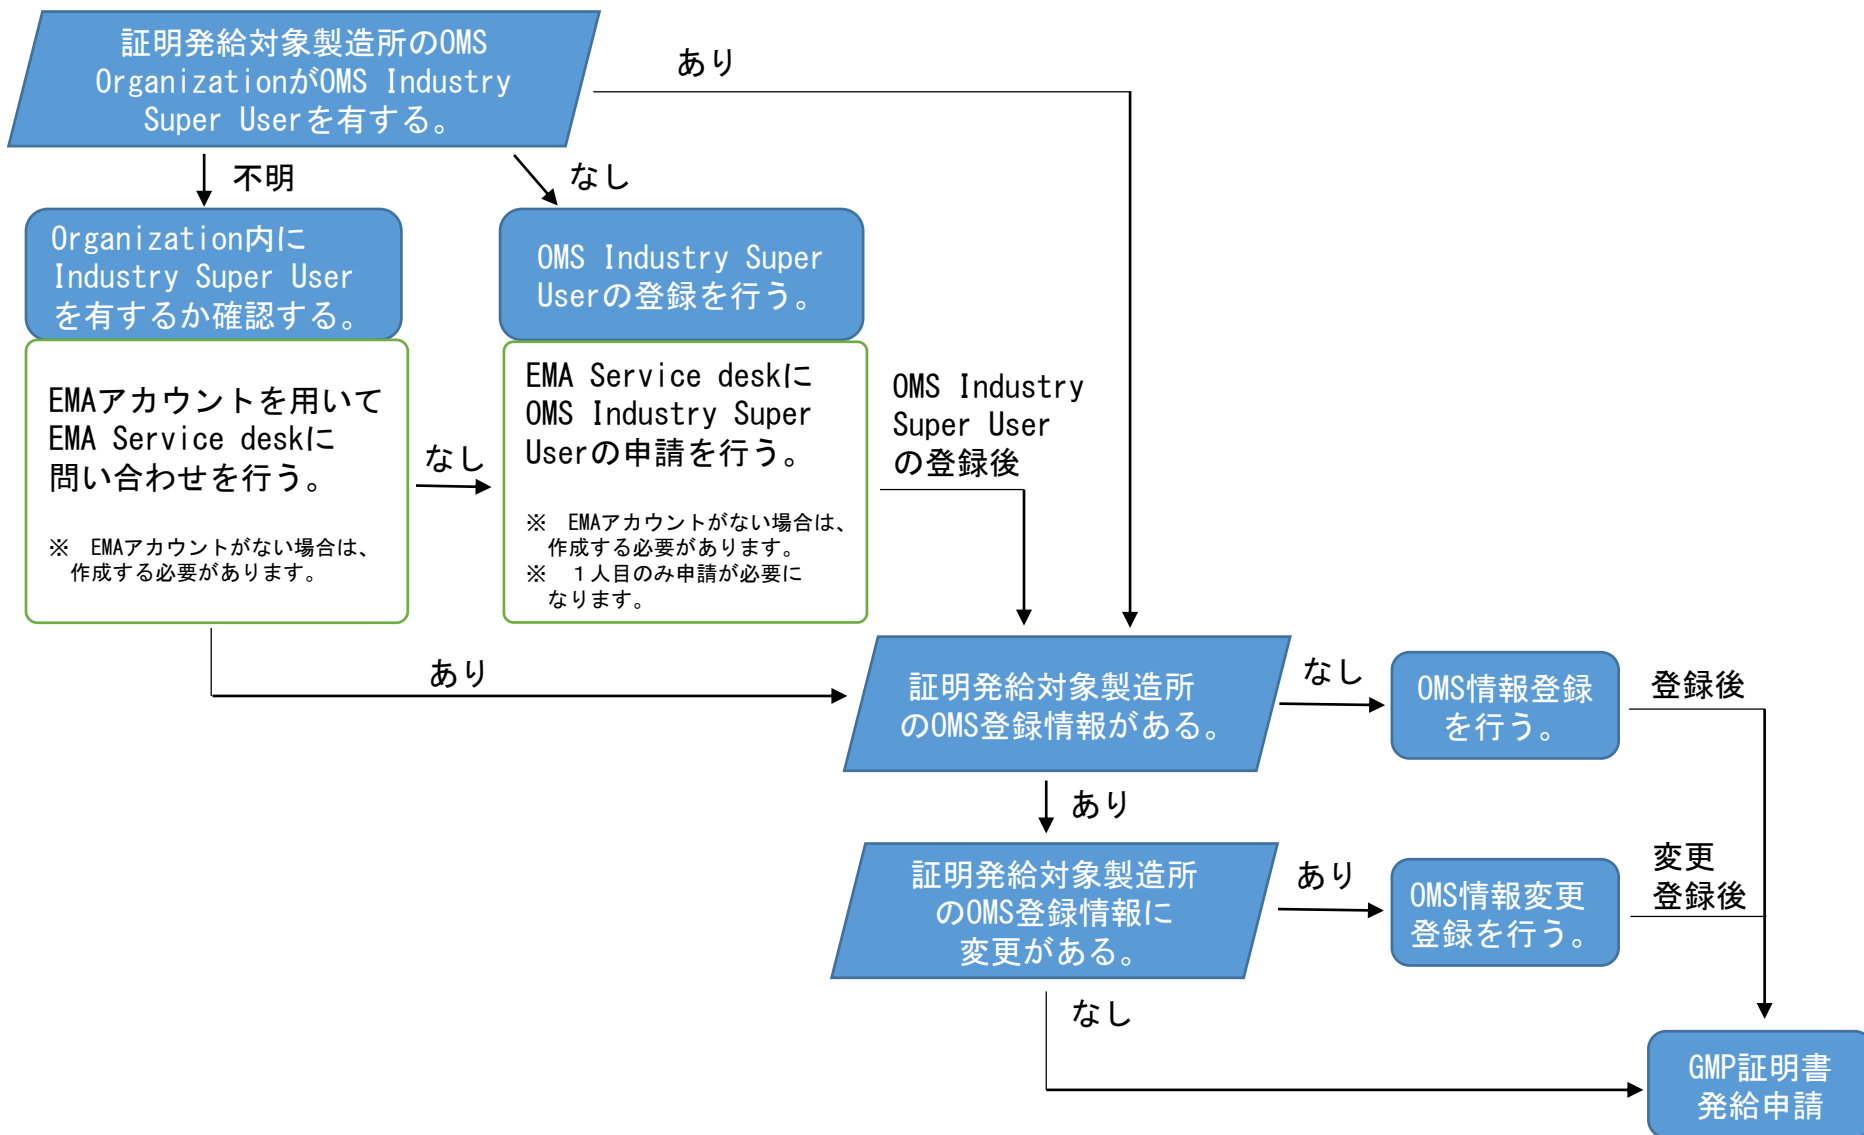 証明発給対象製造所のOMS
OrganizationがOMS Industry
Super Userを有する。
あり
不明
なし
Organization内に
Industry Super User
を有するか確認する。
OMS Industry Super
Userの登録を行う。
EMAアカウントを用いて
EMA Service deskに
問い合わせを行う。
※　EMAアカウントがない場合は、
作成する必要があります。
なし
EMA Service deskに
OMS Industry Super
Userの申請を行う。
※　EMAアカウントがない場合は、
作成する必要があります。
※　１人目のみ申請が必要に
なります。
OMS Industry
Super User
の登録後
あり
証明発給対象製造所
のOMS登録情報がある。
なし
OMS情報登録
を行う。
登録後
あり
証明発給対象製造所
のOMS登録情報に
変更がある。
あり
OMS情報変更
登録を行う。
変更
登録後
なし
GMP証明書
発給申請